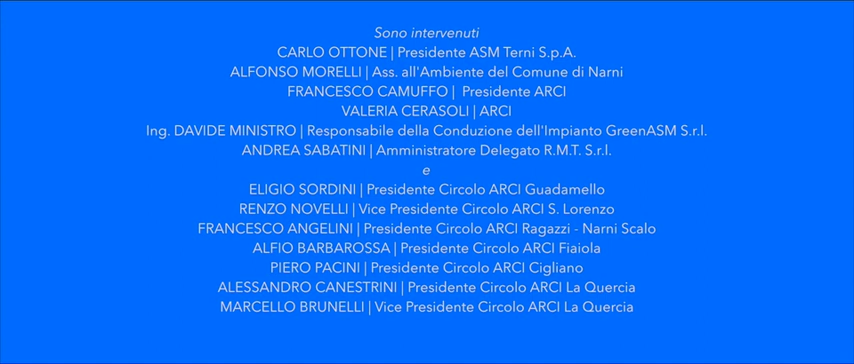 Sono intervenuti
CARLO OTTONE | Presidente ASM Terni S.p.A.
ALFONSO MORELLI | Ass. all'Ambiente del Comune di Narni
FRANCESCO CAMUFFO | Presidente ARCI
VALERIA CERASOLI | ARCI
Ing. DAVIDE MINISTRO | Responsabile della Conduzione dell'Impianto GreenASM S.r.l.
ANDREA SABATINI | Amministratore Delegato R.M.T. S.r.l.
e
ELIGIO SORDINI | Presidente Circolo ARCI Guadamello
RENZO NOVELLI | Vice Presidente Circolo ARCI S. Lorenzo
FRANCESCO ANGELINI | Presidente Circolo ARCI Ragazzi - Narni Scalo
ALFIO BARBAROSSA | Presidente Circolo ARCI Fiaiola
PIERO PACINI | Presidente Circolo ARCI Cigliano
ALESSANDRO CANESTRINI | Presidente Circolo ARCI La Quercia
MARCELLO BRUNELLI | Vice Presidente Circolo ARCI La Quercia